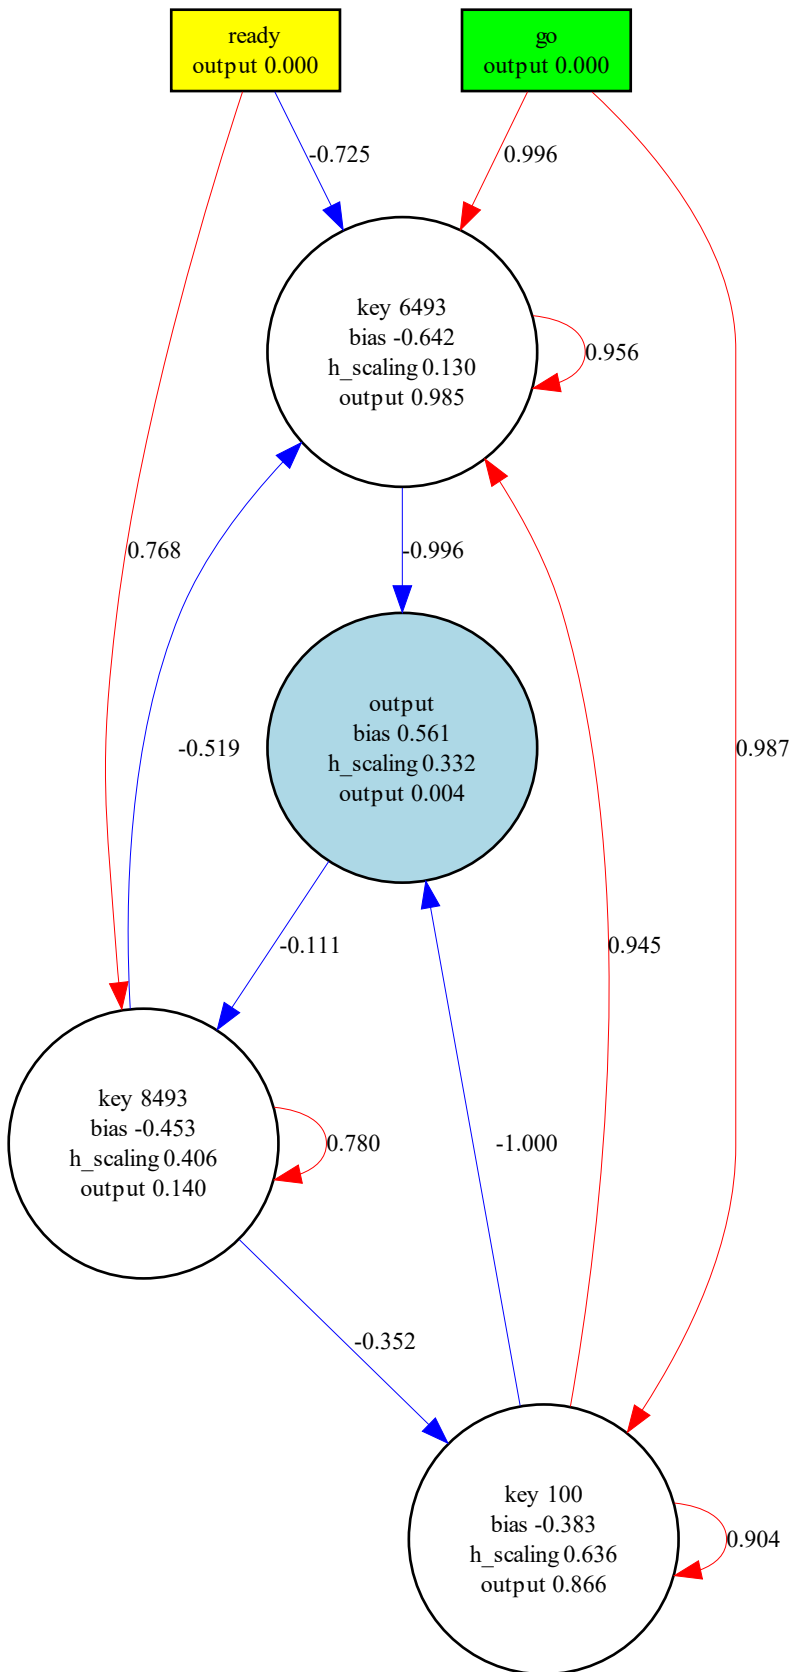 ready
output 0.000
go
output 0.000
-0.725
0.996
key 6493
bias -0.642
h_scaling 0.130
output 0.985
0.956
0.768
-0.996
output
bias 0.561
h_scaling 0.332
output 0.004
-0.519
0.987
-0.111
0.945
key 8493
bias -0.453
h_scaling 0.406
output 0.140
0.780
-1.000
-0.352
key 100
bias -0.383
h_scaling 0.636
output 0.866
0.904